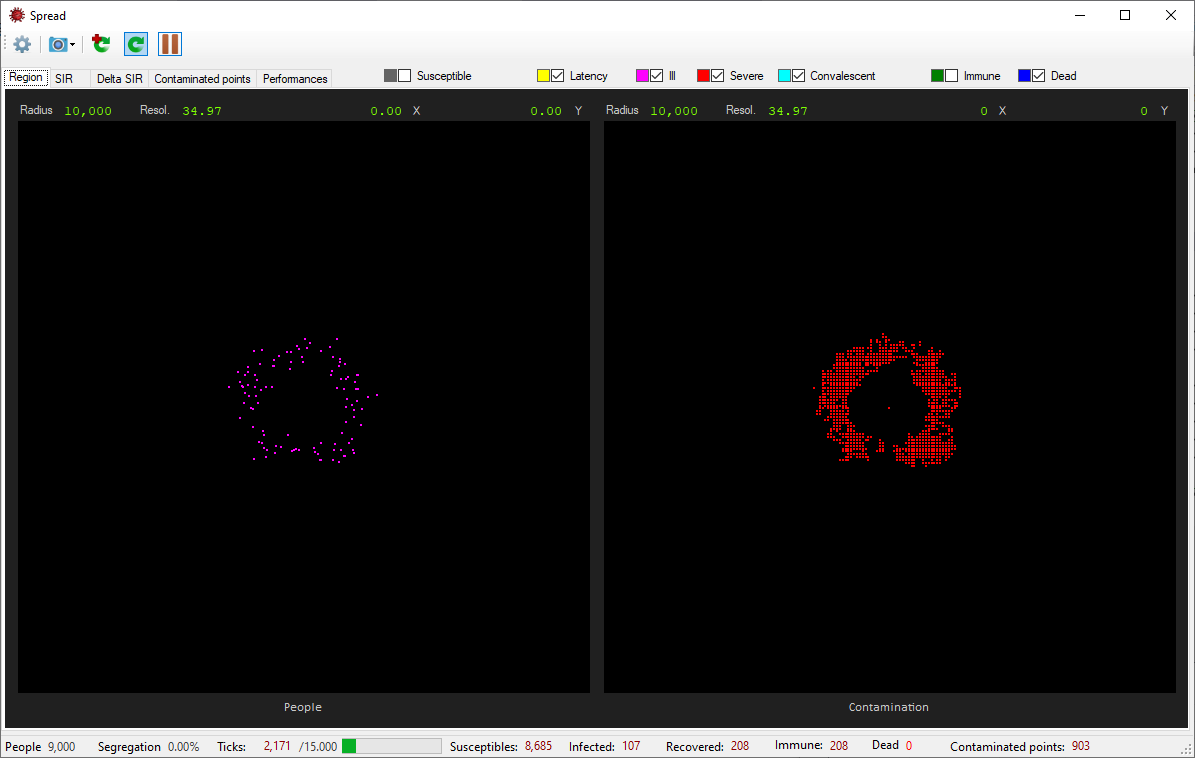 Spread
Region SIR Delta SIR Contaminated points Performances Susceptible Latency Ill Severe Convalescent Immune Dead
Radius 10,000 Resol. 34.97 0.00 X 0.00 Y Radius 10,000 Resol. 34.97 0 X 0 Y
People Contamination
People 9,000 Segregation 0.00% Ticks: 2,171 /15.000 Susceptibles: 8,685 Infected: 107 Recovered: 208 Immune: 208 Dead 0 Contaminated points: 903